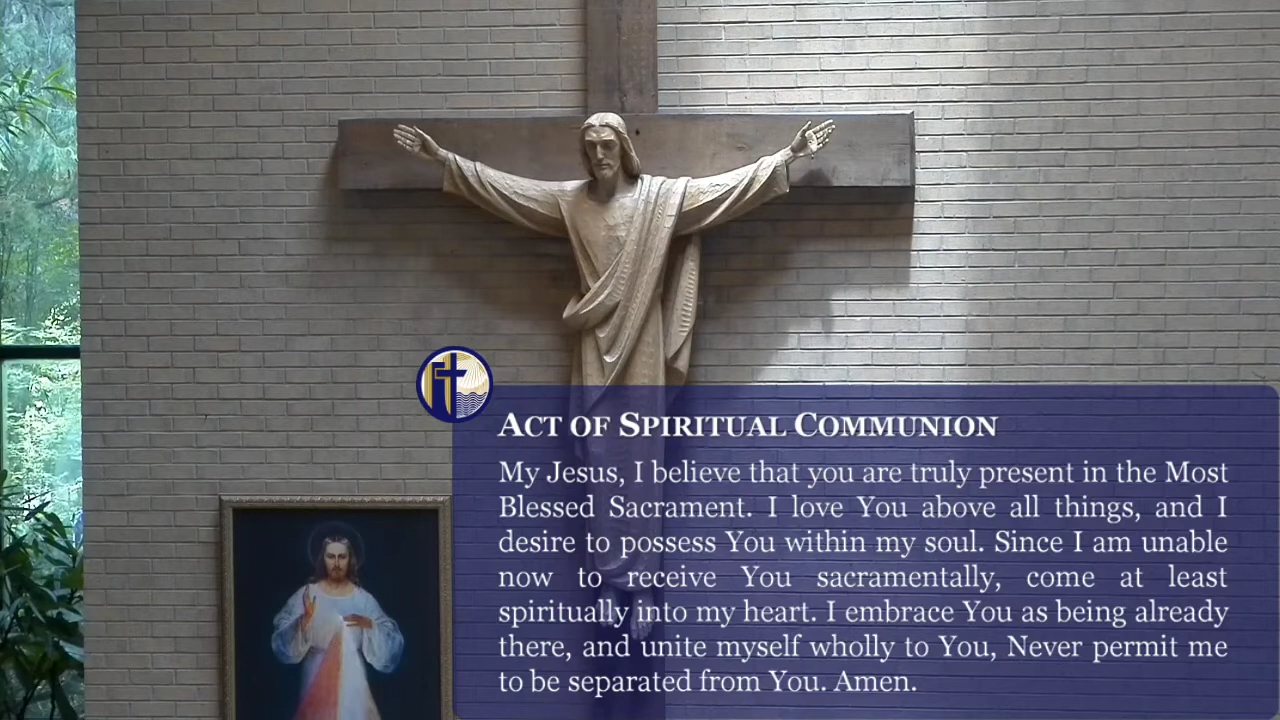 ACT OF SPIRITUAL COMMUNION
My Jesus, I believe that you are truly present in the Most
Blessed Sacrament. I love You above all things, and I
desire to possess You within my soul. Since I am unable
now to receive You sacramentally, come at least
spiritually into my heart. I embrace You as being already
there, and unite myself wholly to You, Never permit me
to be separated from You. Amen.